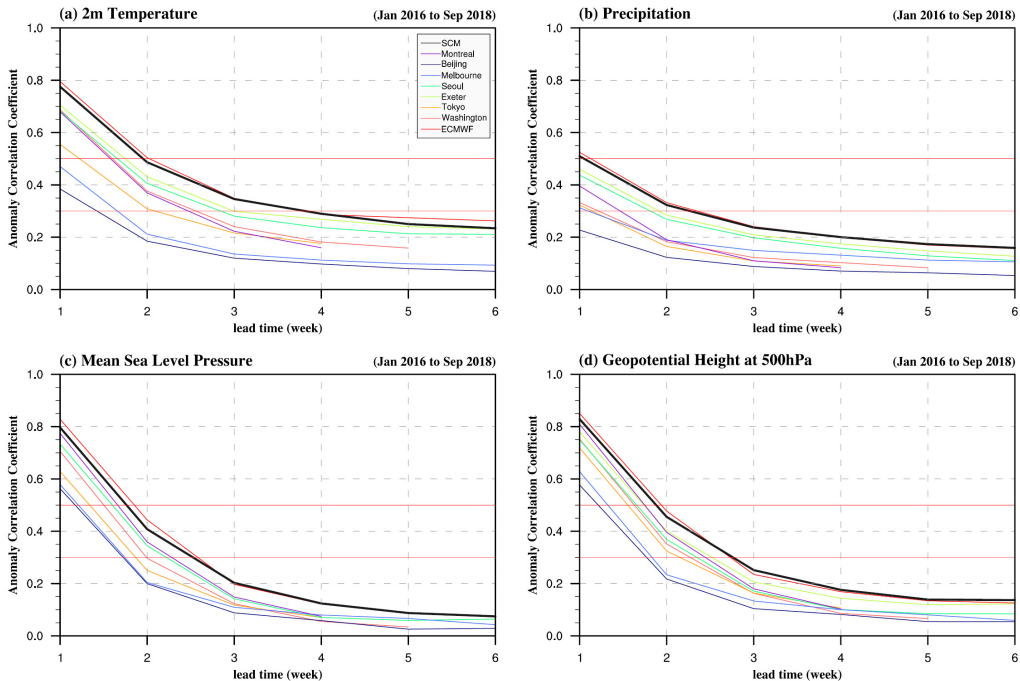 (a) 2m Temperature (Jan 2016 to Sep 2018)
Anomaly Correlation Coefficient
1.0
0.8
0.6
0.4
0.2
0.0
SCM
Montreal
Beijing
Melbourne
Seoul
Exeter
Tokyo
Washington
ECMWF
1 2 3 4 5 6
lead time (week)
(b) Precipitation (Jan 2016 to Sep 2018)
Anomaly Correlation Coefficient
1.0
0.8
0.6
0.4
0.2
0.0
1 2 3 4 5 6
lead time (week)
(c) Mean Sea Level Pressure (Jan 2016 to Sep 2018)
Anomaly Correlation Coefficient
1.0
0.8
0.6
0.4
0.2
0.0
1 2 3 4 5 6
lead time (week)
(d) Geopotential Height at 500hPa (Jan 2016 to Sep 2018)
Anomaly Correlation Coefficient
1.0
0.8
0.6
0.4
0.2
0.0
1 2 3 4 5 6
lead time (week)